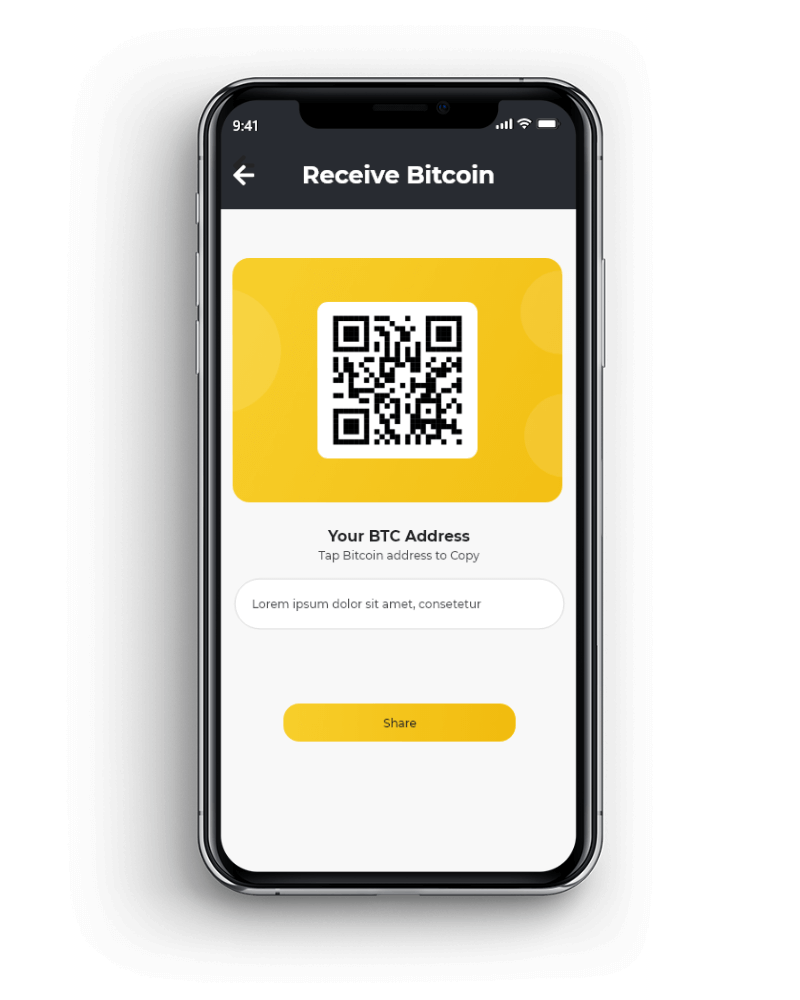 9:41
Receive Bitcoin
Your BTC Address
Tap Bitcoin address to Copy
Lorem ipsum dolor sit amet, consetetur
Share